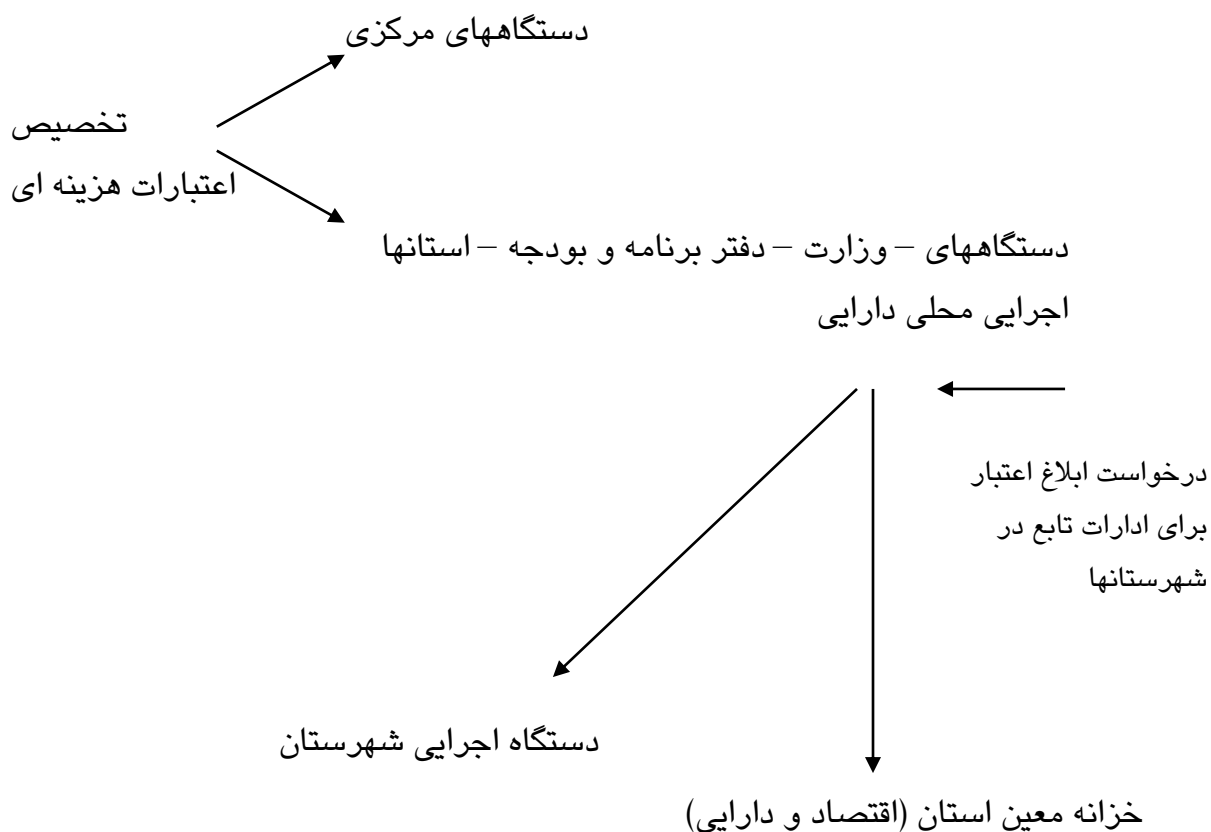 دستگاههای مرکزی
تخصیص
اعتبارات هزینه ای
دستگاههای – وزارت – دفتر برنامه و بودجه – استانها
اجرایی محلی دارایی
درخواست ابلاغ اعتبار
برای ادارات تابع در
شهرستانها
دستگاه اجرایی شهرستان
خزانه معین استان (اقتصاد و دارایی)